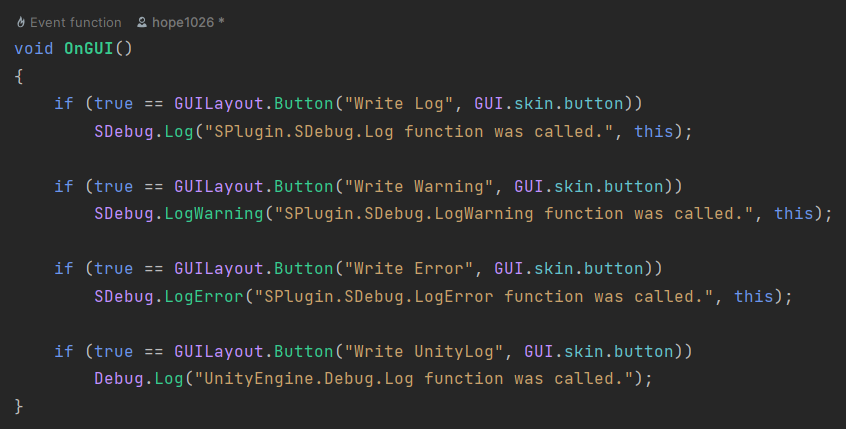 Event function hope1026 *
void OnGUI()
{
    if (true == GUILayout.Button("Write Log", GUI.skin.button))
        SDebug.Log("SPlugin.SDebug.Log function was called.", this);

    if (true == GUILayout.Button("Write Warning", GUI.skin.button))
        SDebug.LogWarning("SPlugin.SDebug.LogWarning function was called.", this);

    if (true == GUILayout.Button("Write Error", GUI.skin.button))
        SDebug.LogError("SPlugin.SDebug.LogError function was called.", this);

    if (true == GUILayout.Button("Write UnityLog", GUI.skin.button))
        Debug.Log("UnityEngine.Debug.Log function was called.");
}